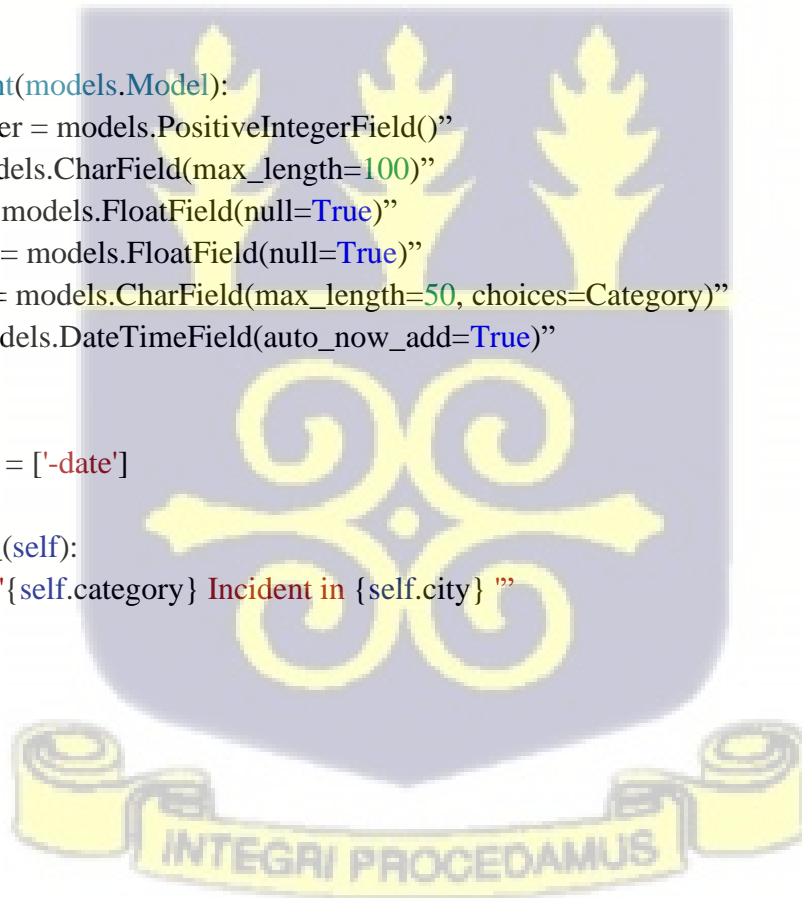 nt(models.Model):
er = models.PositiveIntegerField()”
dels.CharField(max_length=100)”
models.FloatField(null=True)”
= models.FloatField(null=True)”
= models.CharField(max_length=50, choices=Category)”
dels.DateTimeField(auto_now_add=True)”
= ['-date']
_(self):
'{self.category} Incident in {self.city} '”
INTEGRI PROCEDAMUS